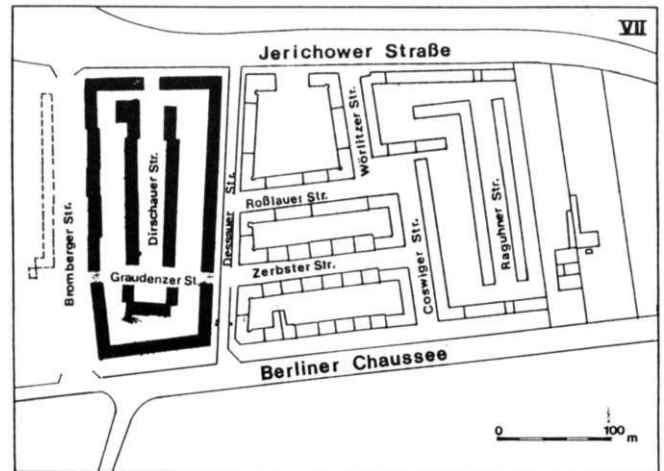 VII
Jerichower Straße
Bromberger Str.
Dirschauer Str.
Graudenzer St.
Dessauer Str.
Wörlitzer Str.
Roßlauer Str.
Zerbster Str.
Coswiger Str.
Raguhner Str.
Berliner Chaussee
0 100 m